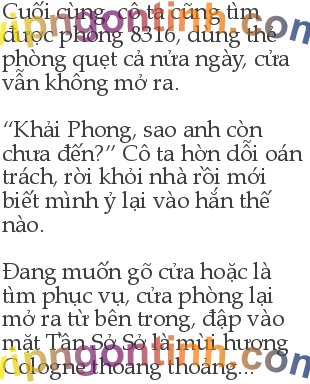 Cuối cùng, cô ta cũng tìm
được phòng 8316, dùng thẻ
phòng quẹt cả nửa ngày, cửa
vẫn không mở ra.
“Khải Phong, sao anh còn
chưa đến?” Cô ta hờn dỗi oán
trách, rời khỏi nhà rồi mới
biết mình ỷ lại vào hắn thế
nào.
Đang muốn gõ cửa hoặc là
tìm phục vụ, cửa phòng lại
mở ra từ bên trong, đập vào
mặt Tần Sở Sở là mùi hương
Cologne thoang thoảng...
vipngontinh.com
vipngontinh.com